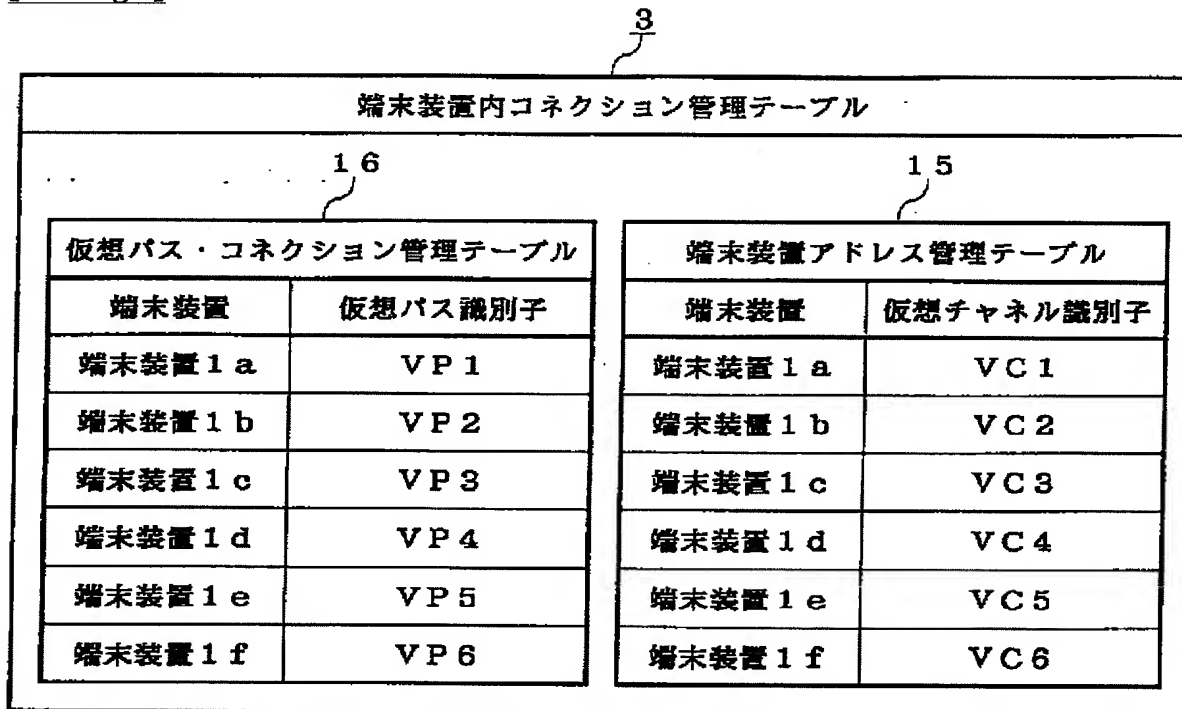 3
端末装置内コネクション管理テーブル
16
仮想パス・コネクション管理テーブル
端末装置 仮想パス識別子
端末装置1a VP1
端末装置1b VP2
端末装置1c VP3
端末装置1d VP4
端末装置1e VP5
端末装置1f VP6
15
端末装置アドレス管理テーブル
端末装置 仮想チャネル識別子
端末装置1a VC1
端末装置1b VC2
端末装置1c VC3
端末装置1d VC4
端末装置1e VC5
端末装置1f VC6